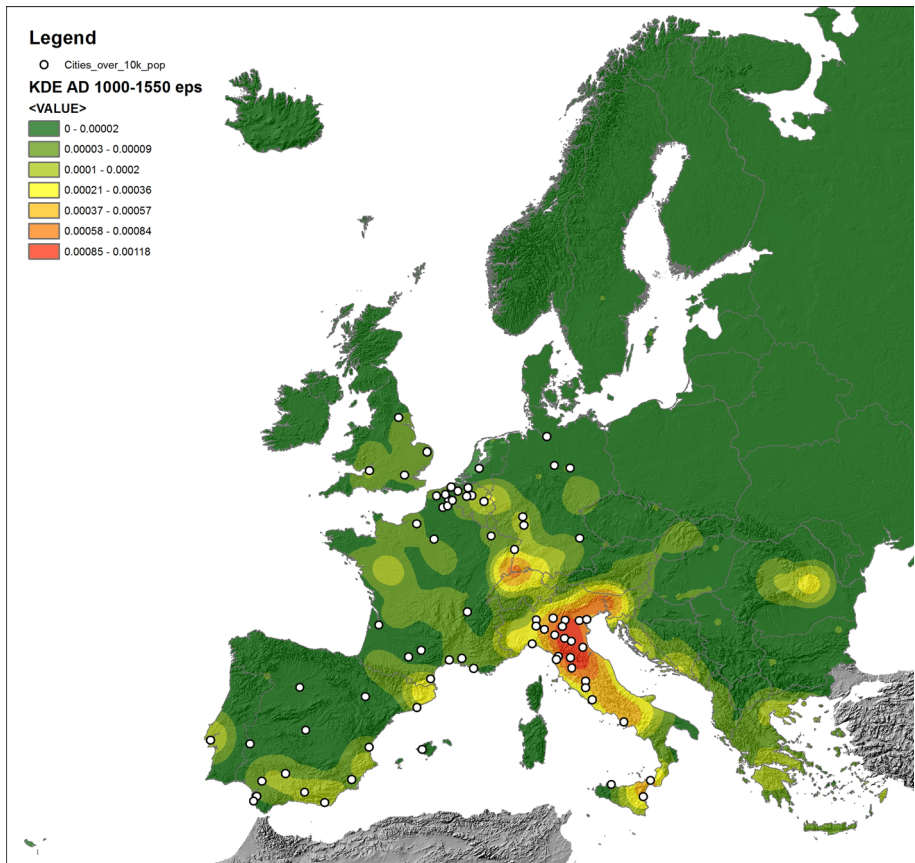 Legend
Cities_over_10k_pop
KDE AD 1000-1550 eps
<VALUE>
0 - 0.00002
0.00003 - 0.00009
0.0001 - 0.0002
0.00021 - 0.00036
0.00037 - 0.00057
0.00058 - 0.00084
0.00085 - 0.00118